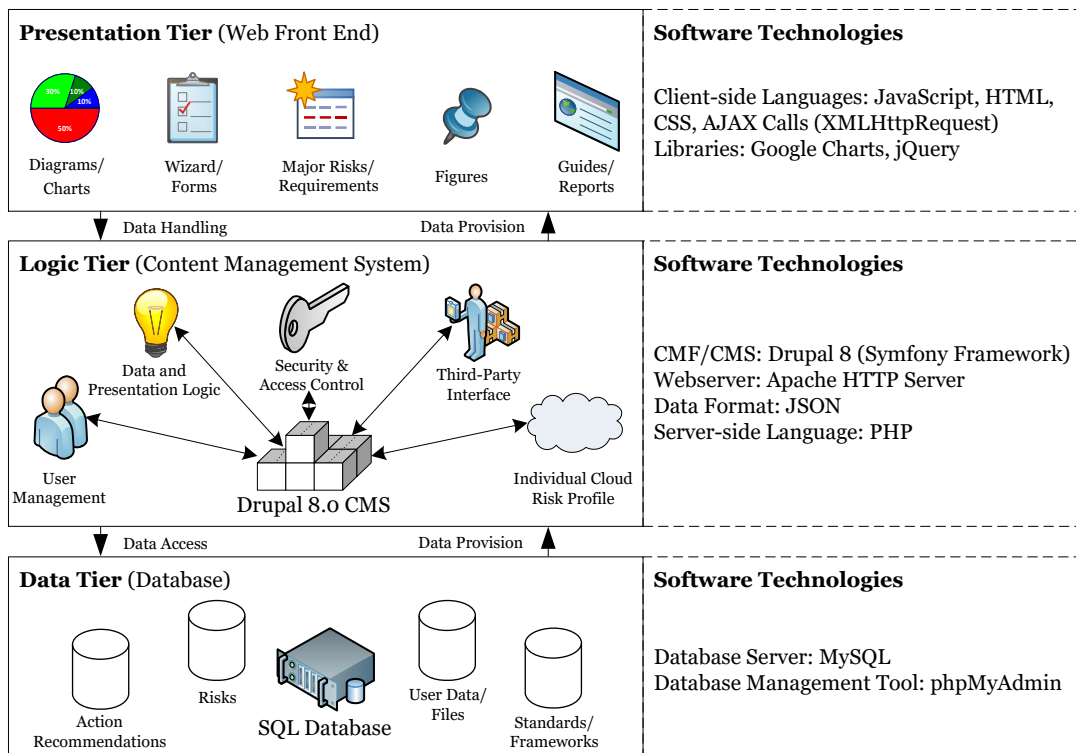 Presentation Tier (Web Front End)
30%
10%
10%
50%
Diagrams/
Charts
Wizard/
Forms
Major Risks/
Requirements
Figures
Guides/
Reports
Software Technologies
Client-side Languages: JavaScript, HTML,
CSS, AJAX Calls (XMLHttpRequest)
Libraries: Google Charts, jQuery
Data Handling
Data Provision
Logic Tier (Content Management System)
Data and
Presentation Logic
Security &
Access Control
Third-Party
Interface
User
Management
Drupal 8.0 CMS
Individual Cloud
Risk Profile
Software Technologies
CMF/CMS: Drupal 8 (Symfony Framework)
Webserver: Apache HTTP Server
Data Format: JSON
Server-side Language: PHP
Data Access
Data Provision
Data Tier (Database)
Action
Recommendations
Risks
SQL Database
User Data/
Files
Standards/
Frameworks
Software Technologies
Database Server: MySQL
Database Management Tool: phpMyAdmin